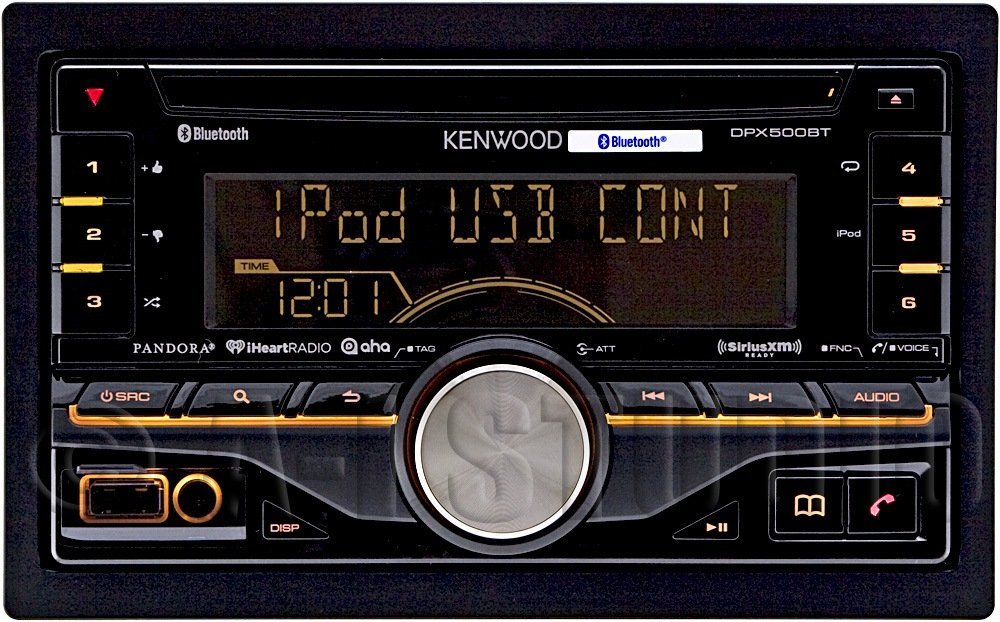 Bluetooth
KENWOOD Bluetooth® DPX500BT
1
2
3
4
iPod
5
6
iPod USB CONT
TIME
12:01
PANDORA® iHeartRADIO aha TAG ATT ((SiriusXM)) FNC /VOICE
READY
SRC AUDIO
DISP